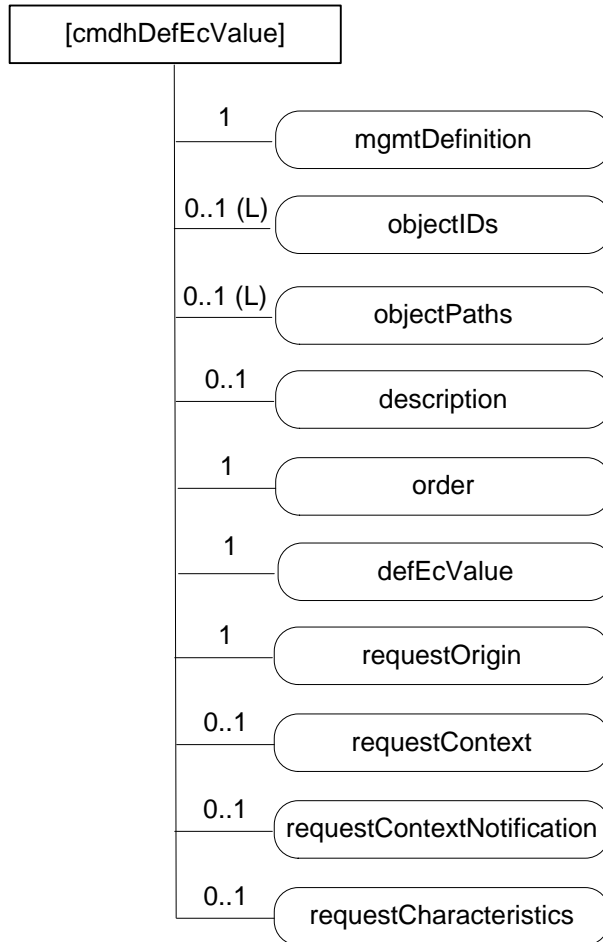 [cmdhDefEcValue]
1
mgmtDefinition
0..1 (L)
objectIDs
0..1 (L)
objectPaths
0..1
description
1
order
1
defEcValue
1
requestOrigin
0..1
requestContext
0..1
requestContextNotification
0..1
requestCharacteristics